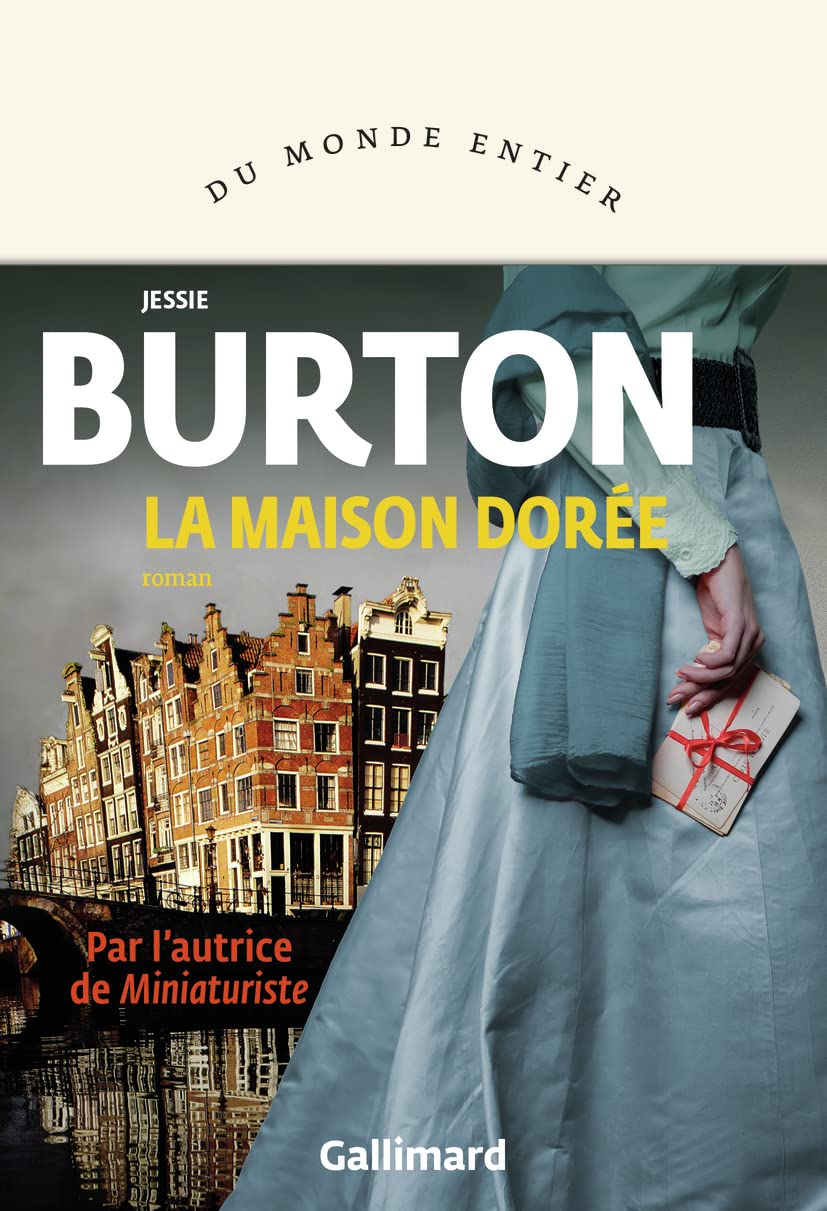 DU MONDE ENTIER
JESSIE
BURTON
LA MAISON DORÉE
roman
Par l'autrice
de Miniaturiste
Gallimard